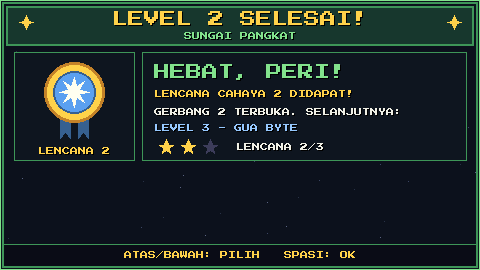 LEVEL 2 SELESAI!
SUNGAI PANGKAT
HEBAT, PERI!
LENCANA CAHAYA 2 DIDAPAT!
GERBANG 2 TERBUKA. SELANJUTNYA:
LEVEL 3 - GUA BYTE
LENCANA 2/3
LENCANA 2
ATAS/BAWAH: PILIH   SPASI: OK